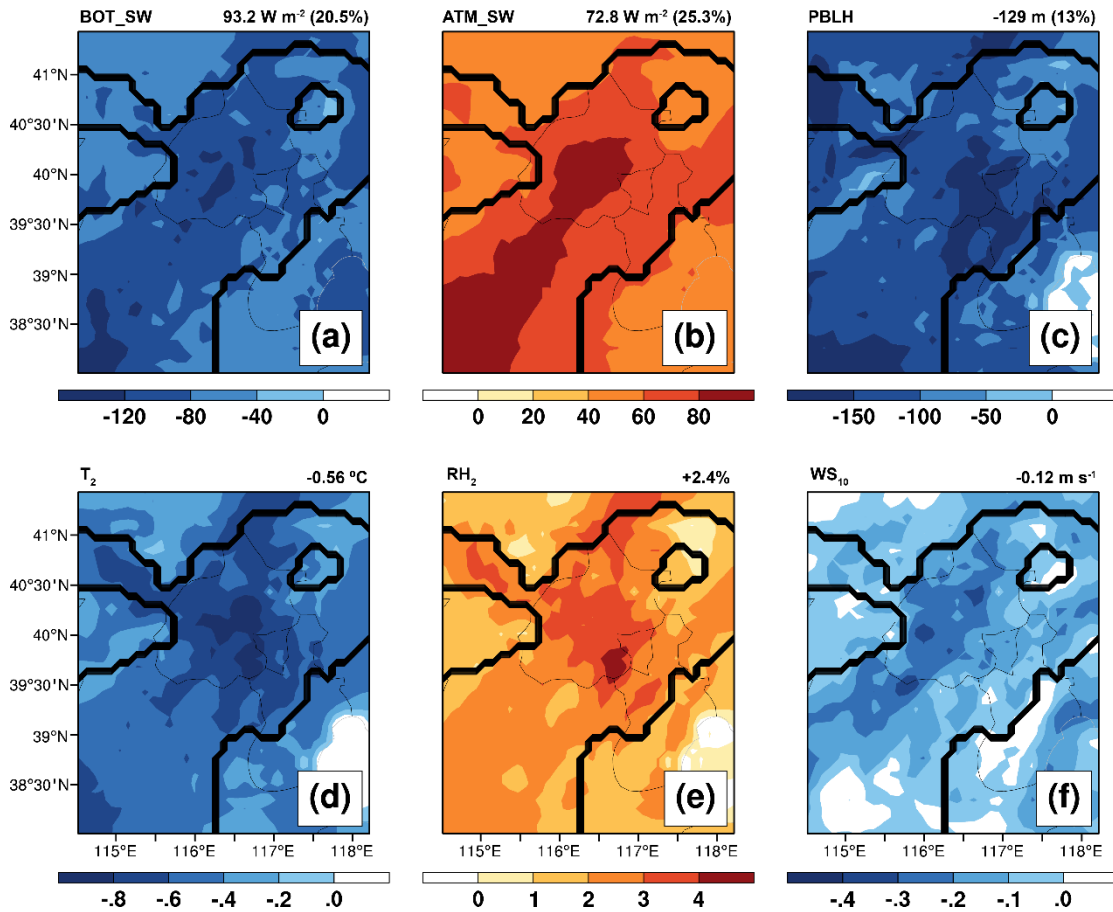 BOT_SW 93.2 W m⁻² (20.5%) ATM_SW 72.8 W m⁻² (25.3%) PBLH -129 m (13%)
41°N
40°30'N
40°N
39°30'N
39°N
38°30'N
(a) (b) (c)
-120 -80 -40 0 0 20 40 60 80 -150 -100 -50 0
T₂ -0.56 °C RH₂ +2.4% WS₁₀ -0.12 m s⁻¹
41°N
40°30'N
40°N
39°30'N
39°N
38°30'N
(d) (e) (f)
115°E 116°E 117°E 118°E 115°E 116°E 117°E 118°E 115°E 116°E 117°E 118°E
-.8 -.6 -.4 -.2 .0 0 1 2 3 4 -.4 -.3 -.2 -.1 .0